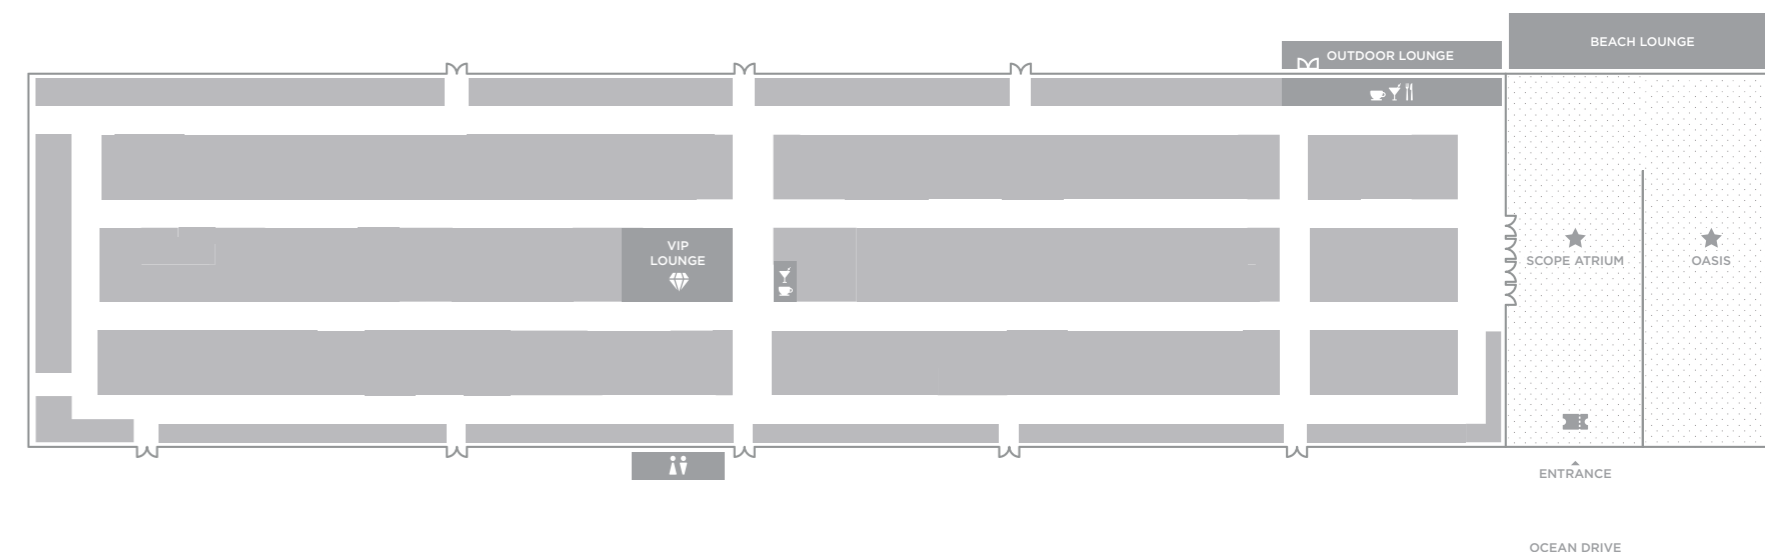 BEACH LOUNGE
OUTDOOR LOUNGE
VIP
LOUNGE
SCOPE ATRIUM
OASIS
ENTRANCE
OCEAN DRIVE